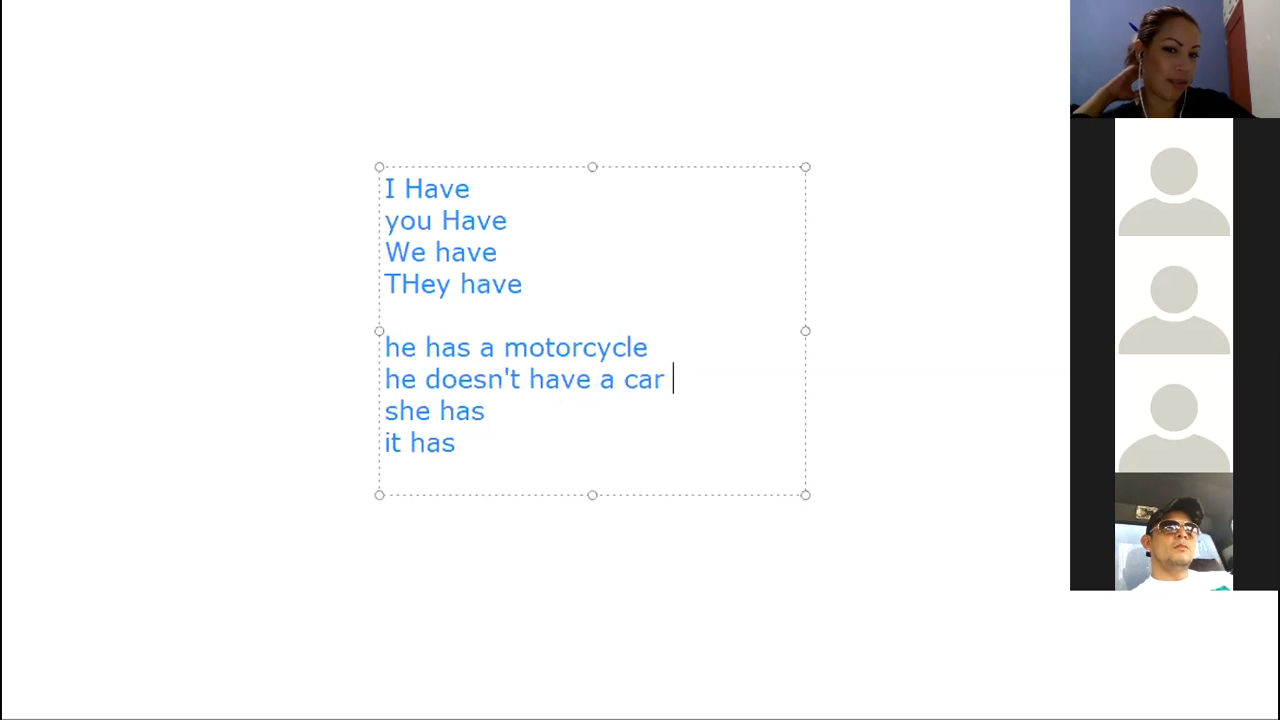 I Have
you Have
We have
THey have
he has a motorcycle
he doesn't have a car
she has
it has